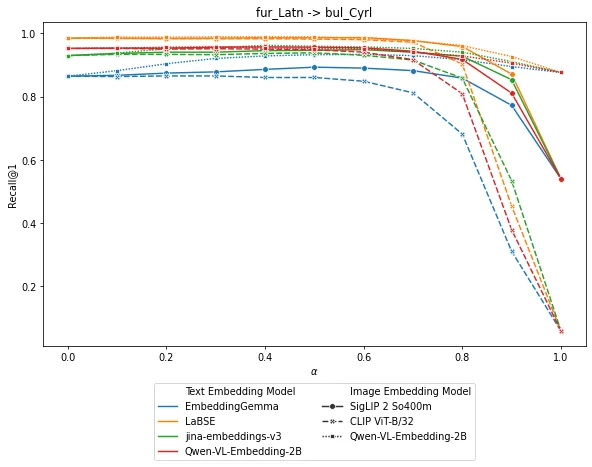 fur_Latn -> bul_Cyrl
Recall@1
1.0
0.8
0.6
0.4
0.2
0.0 0.2 0.4 0.6 0.8 1.0
α
Text Embedding Model Image Embedding Model
EmbeddingGemma SigLIP 2 So400m
LaBSE CLIP ViT-B/32
jina-embeddings-v3 Qwen-VL-Embedding-2B
Qwen-VL-Embedding-2B